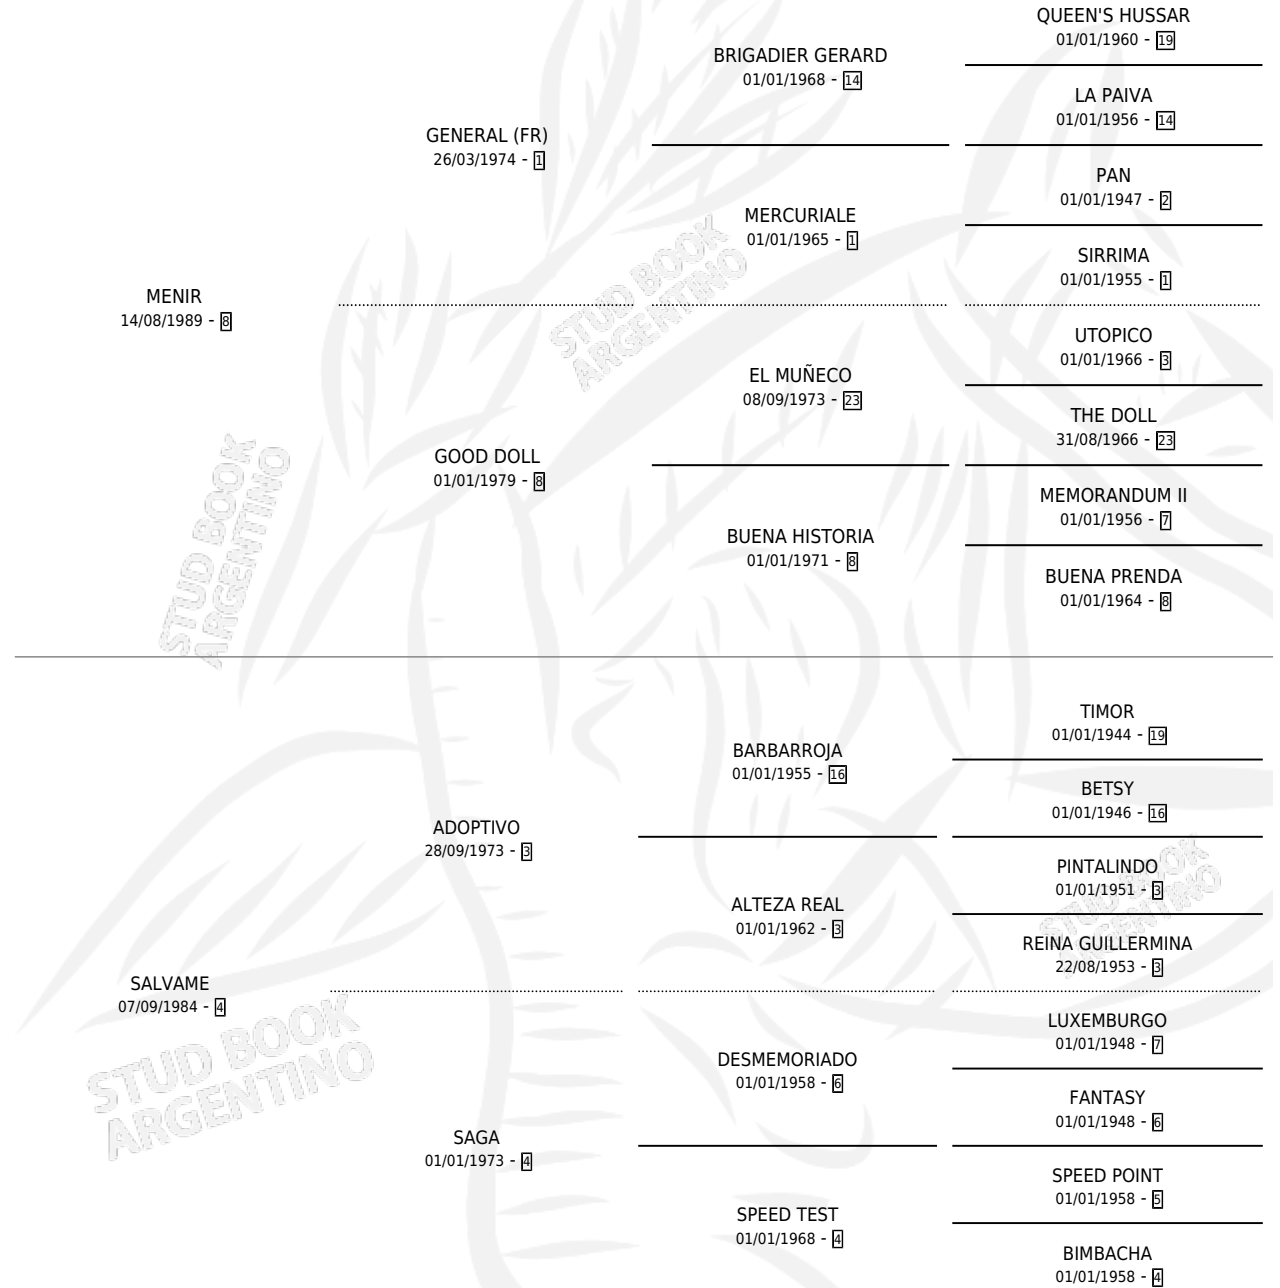 QUEEN'S HUSSAR
01/01/1960 - 19
BRIGADIER GERARD
01/01/1968 - 14
LA PAIVA
01/01/1956 - 14
GENERAL (FR)
26/03/1974 - 1
PAN
01/01/1947 - 2
MERCURIALE
01/01/1965 - 1
SIRRIMA
01/01/1955 - 1
MENIR
14/08/1989 - 8
UTOPICO
01/01/1966 - 3
EL MUÑECO
08/09/1973 - 23
THE DOLL
31/08/1966 - 23
GOOD DOLL
01/01/1979 - 8
MEMORANDUM II
01/01/1956 - 7
BUENA HISTORIA
01/01/1971 - 8
BUENA PRENDA
01/01/1964 - 8
TIMOR
01/01/1944 - 19
BARBARROJA
01/01/1955 - 16
BETSY
01/01/1946 - 16
ADOPTIVO
28/09/1973 - 3
PINTALINDO
01/01/1951 - 3
ALTEZA REAL
01/01/1962 - 3
REINA GUILLERMINA
22/08/1953 - 3
SALVAME
07/09/1984 - 4
LUXEMBURGO
01/01/1948 - 7
DESMEMORIADO
01/01/1958 - 6
FANTASY
01/01/1948 - 6
SAGA
01/01/1973 - 4
SPEED POINT
01/01/1958 - 5
SPEED TEST
01/01/1968 - 4
BIMBACHA
01/01/1958 - 4
STUD BOOK
ARGENTINO
STUD BOOK
ARGENTINO
STUD BOOK
ARGENTINO
STUD BOOK
ARGENTINO